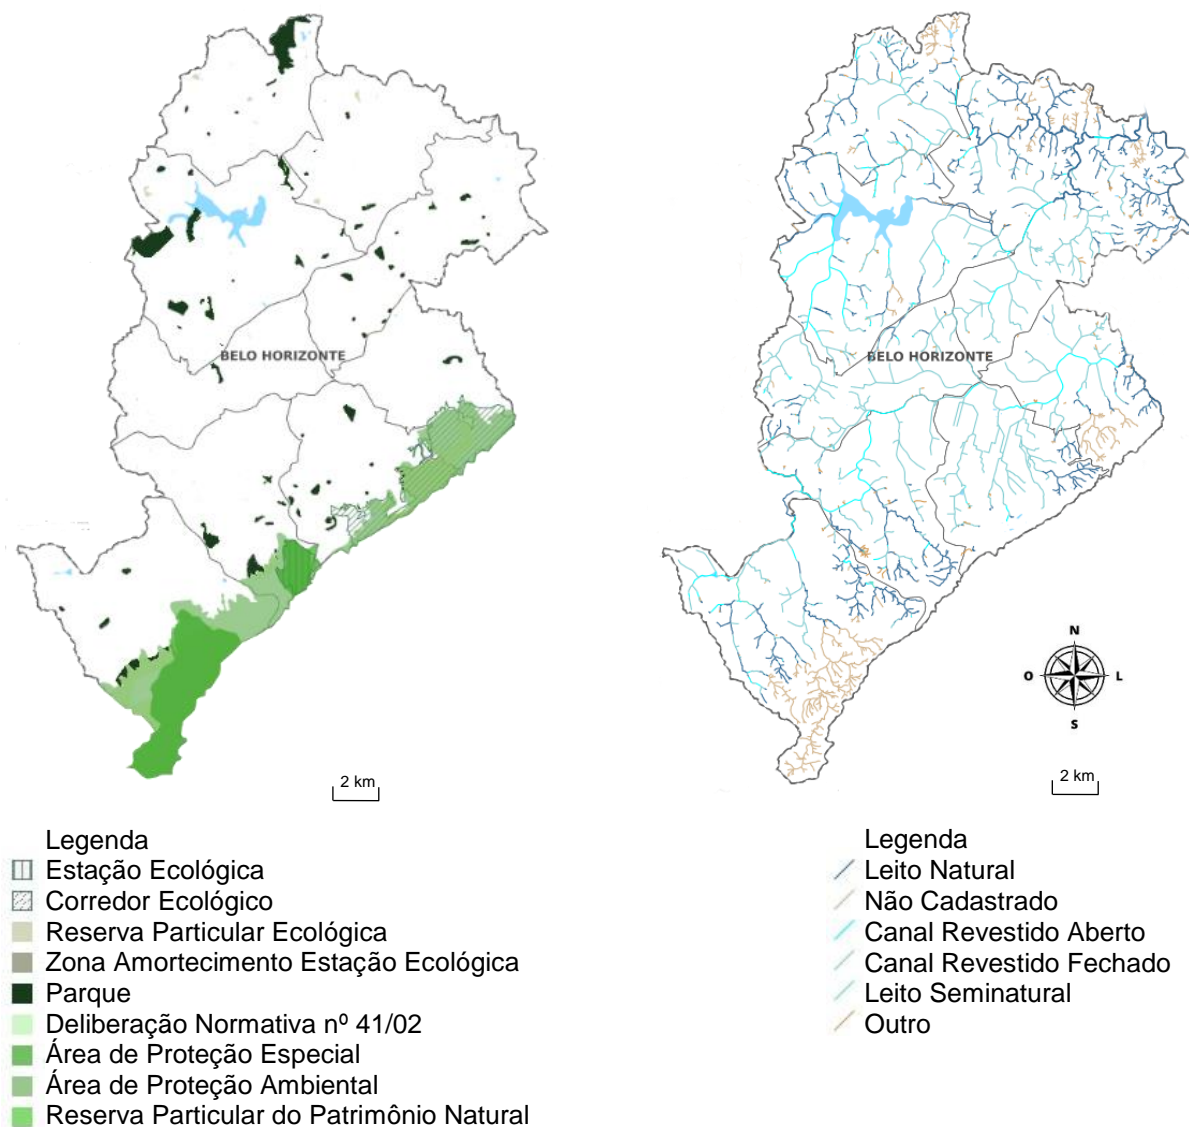 BELO HORIZONTE
2 km
Legenda
Estação Ecológica
Corredor Ecológico
Reserva Particular Ecológica
Zona Amortecimento Estação Ecológica
Parque
Deliberação Normativa nº 41/02
Área de Proteção Especial
Área de Proteção Ambiental
Reserva Particular do Patrimônio Natural
BELO HORIZONTE
N
O
L
S
2 km
Legenda
Leito Natural
Não Cadastrado
Canal Revestido Aberto
Canal Revestido Fechado
Leito Seminatural
Outro